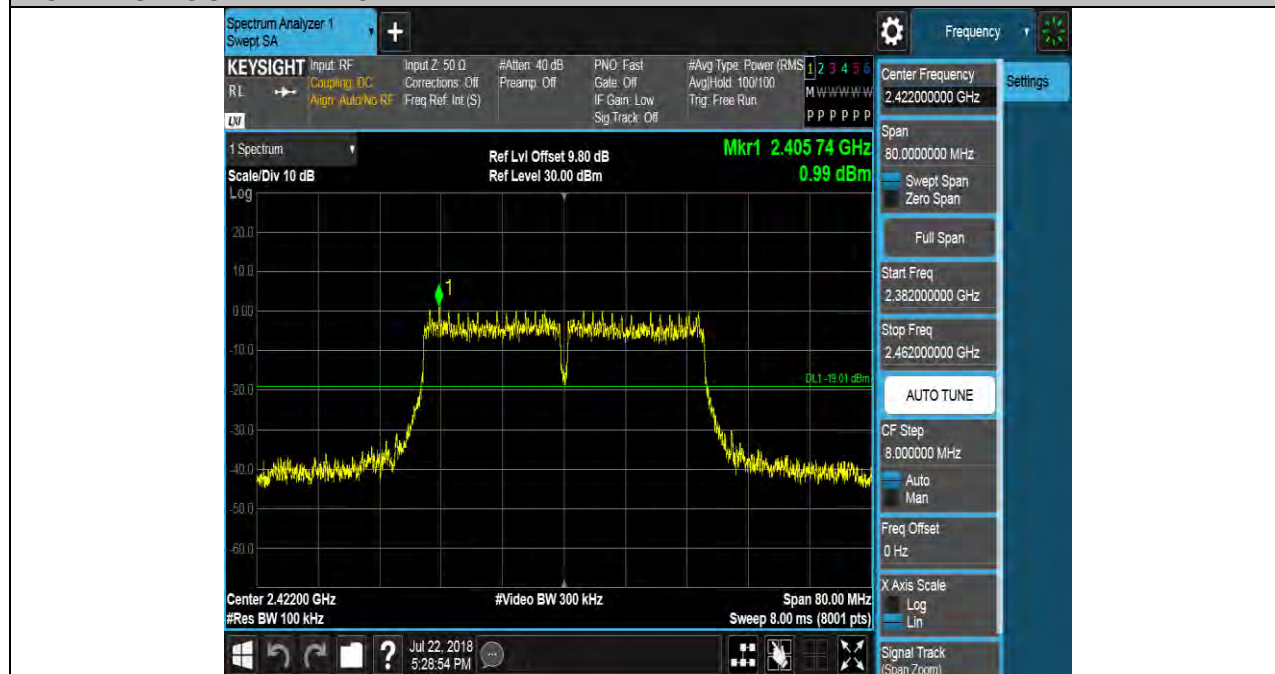 Spectrum Analyzer 1
Swept SA
+
Frequency
KEYSIGHT
RL
LXI
Input: RF
Coupling: DC
Align: Auto/No RF
Input Z: 50 Ω
Corrections: Off
Freq Ref: Int (S)
#Atten: 40 dB
Preamp: Off
PNO: Fast
Gate: Off
IF Gain: Low
Sig Track: Off
#Avg Type: Power (RMS
Avg|Hold: 100/100
Trig: Free Run
1 2 3 4 5 6
M W W W W W
P P P P P P
1 Spectrum
Scale/Div 10 dB
Log
Ref Lvl Offset 9.80 dB
Ref Level 30.00 dBm
Mkr1 2.405 74 GHz
0.99 dBm
20.0
10.0
0.00
-10.0
-20.0
-30.0
-40.0
-50.0
-60.0
1
DL1 -19.01 dBm
Center 2.42200 GHz
#Res BW 100 kHz
#Video BW 300 kHz
Span 80.00 MHz
Sweep 8.00 ms (8001 pts)
?
Jul 22, 2018
5:28:54 PM
Center Frequency
2.422000000 GHz
Settings
Span
80.0000000 MHz
Swept Span
Zero Span
Full Span
Start Freq
2.382000000 GHz
Stop Freq
2.462000000 GHz
AUTO TUNE
CF Step
8.000000 MHz
Auto
Man
Freq Offset
0 Hz
X Axis Scale
Log
Lin
Signal Track
(Span Zoom)